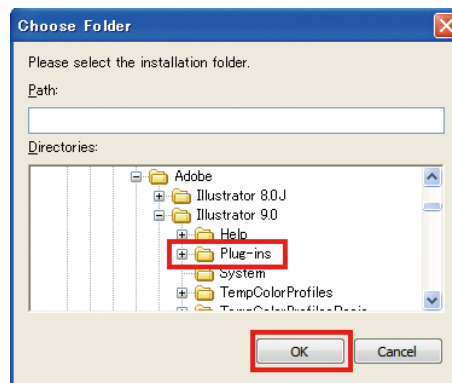 Choose Folder
Please select the installation folder.
Path:
Directories:
Adobe
Illustrator 8.0J
Illustrator 9.0
Help
Plug-ins
System
TempColorProfiles
TempColorProfilesBasic
OK
Cancel